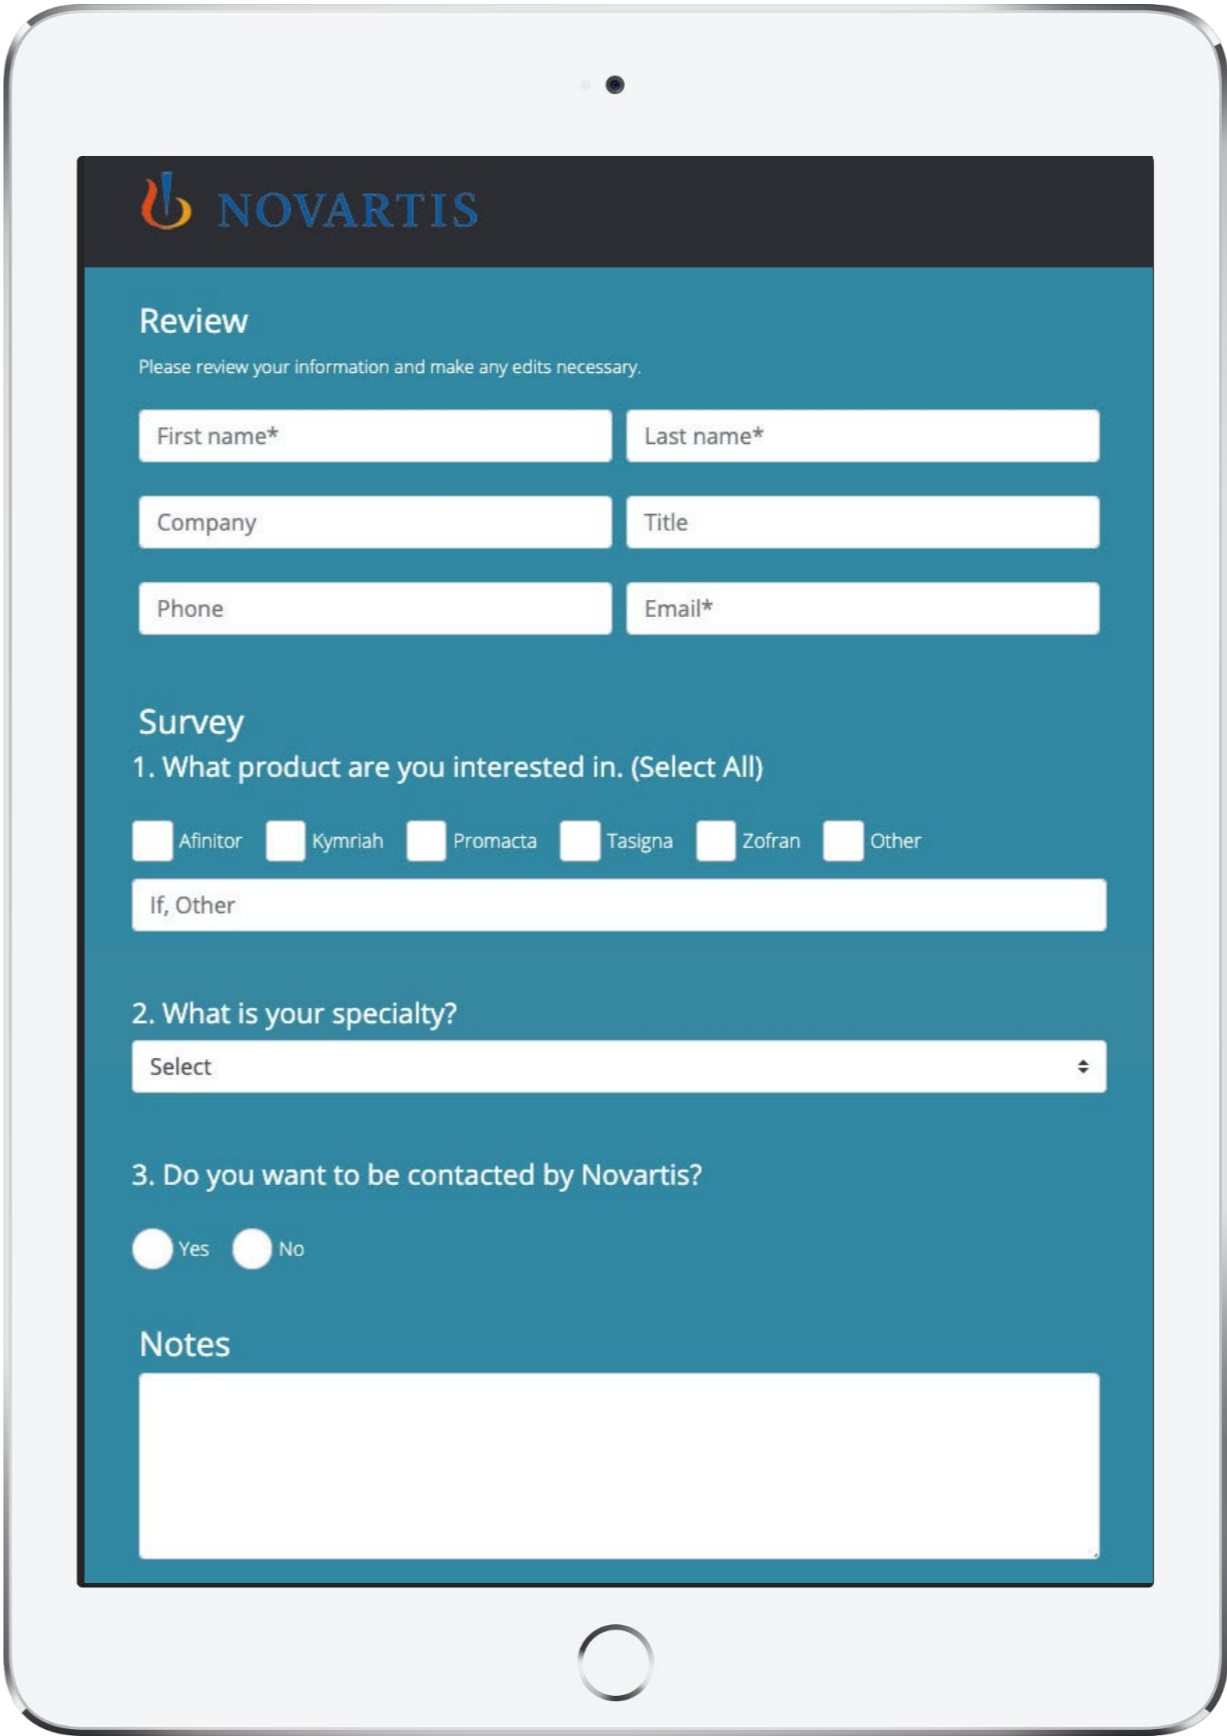 NOVARTIS
Review
Please review your information and make any edits necessary.
First name* Last name*
Company Title
Phone Email*
Survey
1. What product are you interested in. (Select All)
Afinitor Kymriah Promacta Tasigna Zofran Other
If, Other
2. What is your specialty?
Select
3. Do you want to be contacted by Novartis?
Yes No
Notes